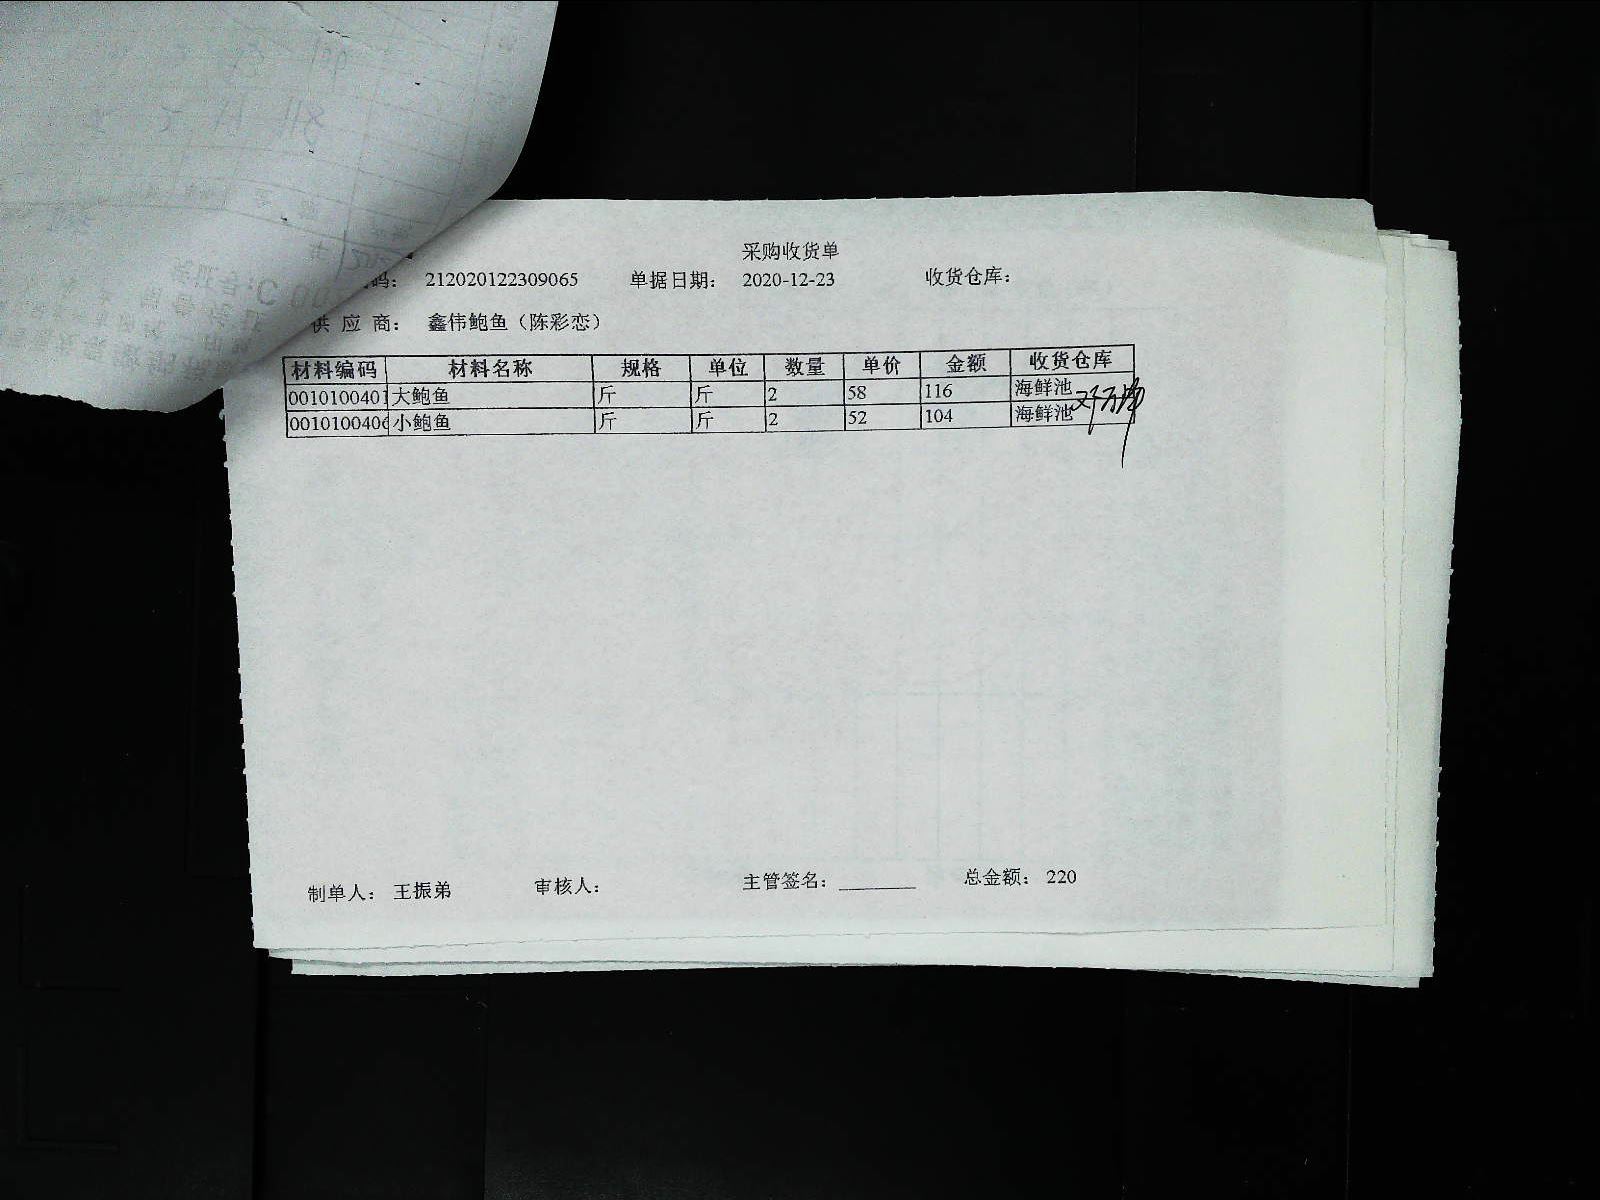 采购收货单
码： 212020122309065 单据日期： 2020-12-23 收货仓库：
供 应 商： 鑫伟鲍鱼（陈彩恋）
材料编码 材料名称 规格 单位 数量 单价 金额 收货仓库
0010100401 大鲍鱼 斤 斤 2 58 116 海鲜池
001010040 小鲍鱼 斤 斤 2 52 104 海鲜池
制单人： 王振弟 审核人： 主管签名： 总金额： 220